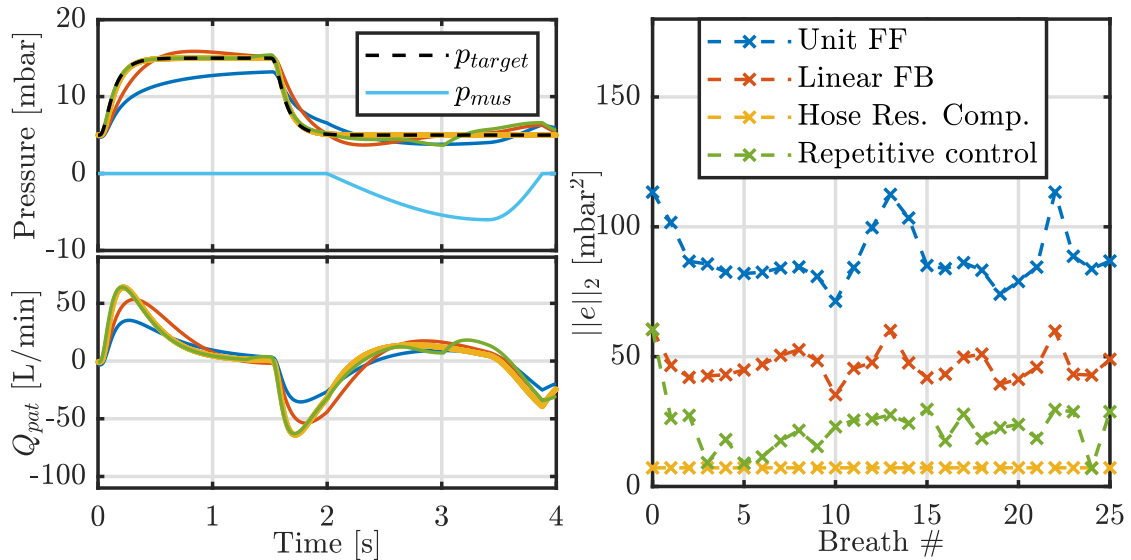 20
10
0
-10
Pressure [mbar]
p_target
p_mus
50
0
-50
-100
Q_pat [L/min]
0 1 2 3 4
Time [s]
Unit FF
Linear FB
Hose Res. Comp.
Repetitive control
150
100
50
0
||e||₂ [mbar²]
0 5 10 15 20 25
Breath #